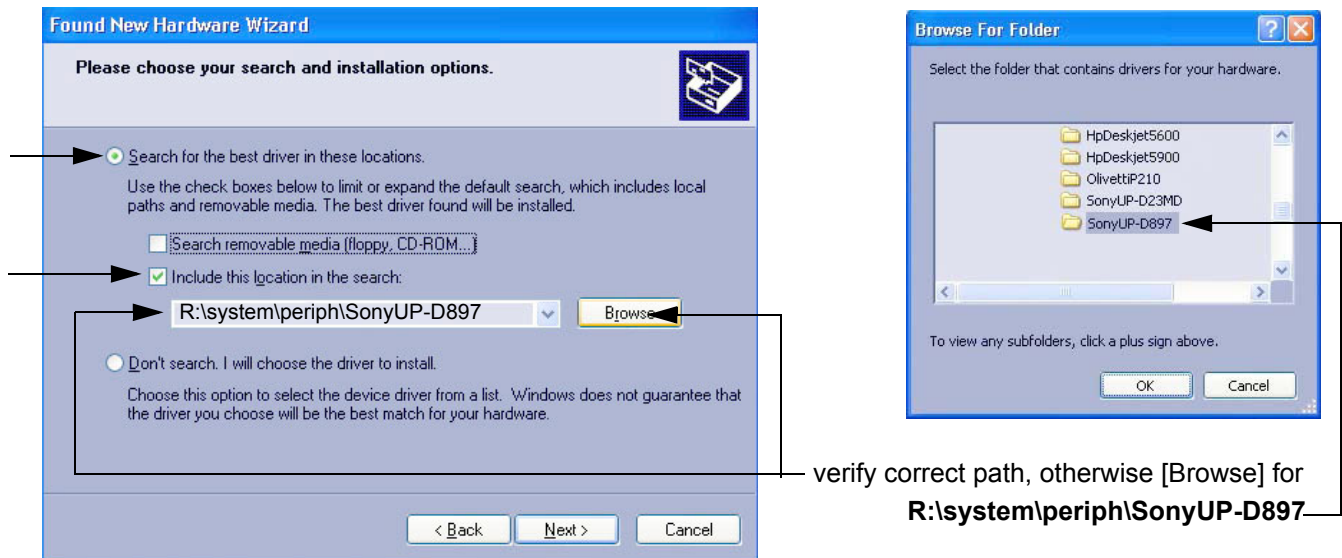 Found New Hardware Wizard
Please choose your search and installation options.
Search for the best driver in these locations.
Use the check boxes below to limit or expand the default search, which includes local
paths and removable media. The best driver found will be installed.
Search removable media (floppy, CD-ROM...)
Include this location in the search:
R:\system\periph\SonyUP-D897
Browse
Don't search. I will choose the driver to install.
Choose this option to select the device driver from a list. Windows does not guarantee that
the driver you choose will be the best match for your hardware.
< Back
Next >
Cancel
Browse For Folder
Select the folder that contains drivers for your hardware.
HpDeskjet5600
HpDeskjet5900
OlivettiP210
SonyUP-D23MD
SonyUP-D897
To view any subfolders, click a plus sign above.
OK
Cancel
verify correct path, otherwise [Browse] for
R:\system\periph\SonyUP-D897